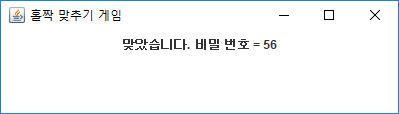 홀짝 맞추기 게임
맞았습니다. 비밀 번호 = 56